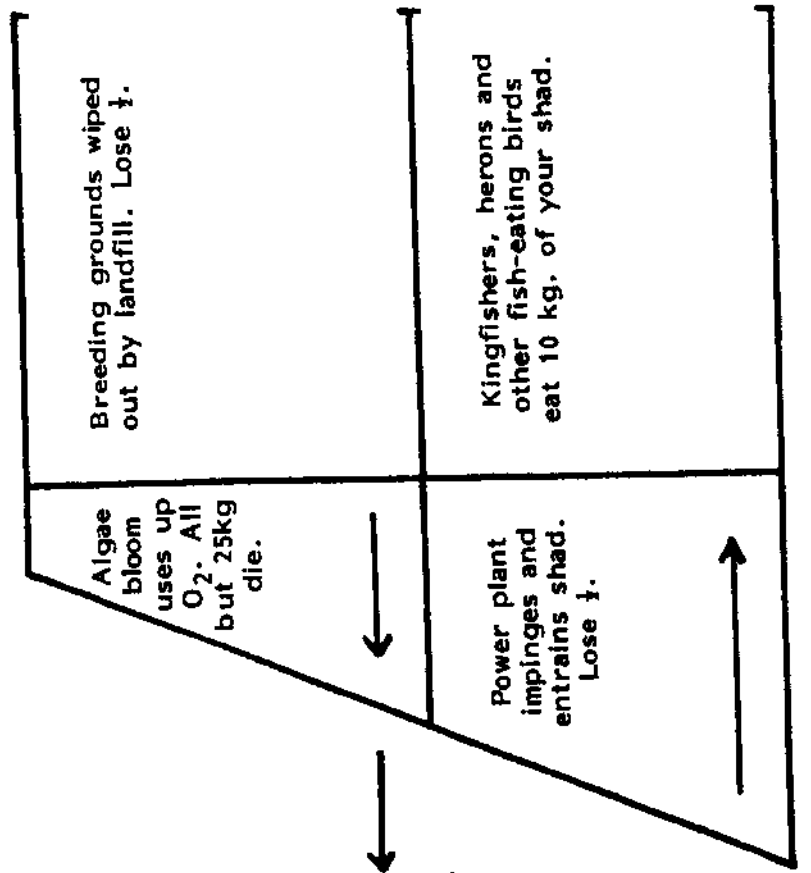 Algae
bloom
uses up
O₂. All
but 25kg
die.
Breeding grounds wiped
out by landfill. Lose ½.
Power plant
impinges and
entrains shad.
Lose ½.
Kingfishers, herons and
other fish-eating birds
eat 10 kg. of your shad.